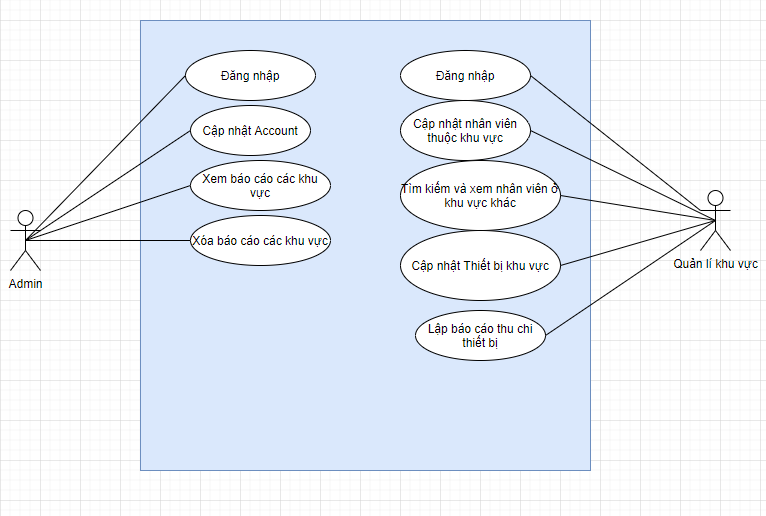 Đăng nhập
Cập nhật Account
Xem báo cáo các khu
vực
Xóa báo cáo các khu vực
Admin
Đăng nhập
Cập nhật nhân viên
thuộc khu vực
Tìm kiếm và xem nhân viên ở
khu vực khác
Cập nhật Thiết bị khu vực
Lập báo cáo thu chi
thiết bị
Quản lí khu vực